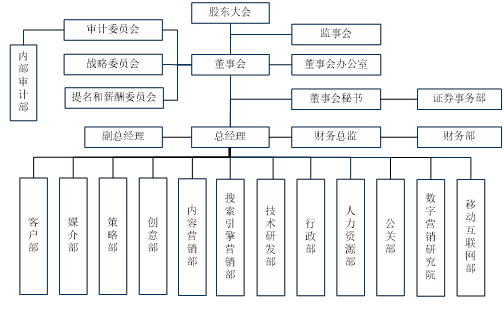 股东大会
审计委员会
监事会
内部审计部
战略委员会
董事会
董事会办公室
提名和薪酬委员会
董事会秘书
证券事务部
副总经理
总经理
财务总监
财务部
客户部
媒介部
策略部
创意部
内容营销部
搜索引擎营销部
技术研发部
行政部
人力资源部
公关部
数字营销研究院
移动互联网部